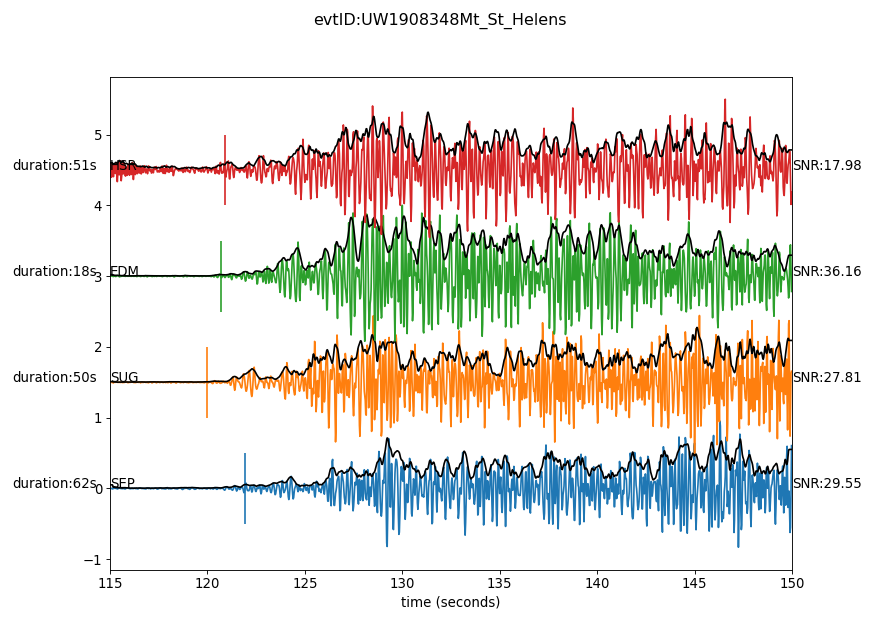 evtID:UW1908348Mt_St_Helens
5
duration:51s HSR SNR:17.98
4
duration:18s EDM SNR:36.16
3
2
duration:50s SUG SNR:27.81
1
duration:62s SEP SNR:29.55
0
−1
115 120 125 130 135 140 145 150
time (seconds)